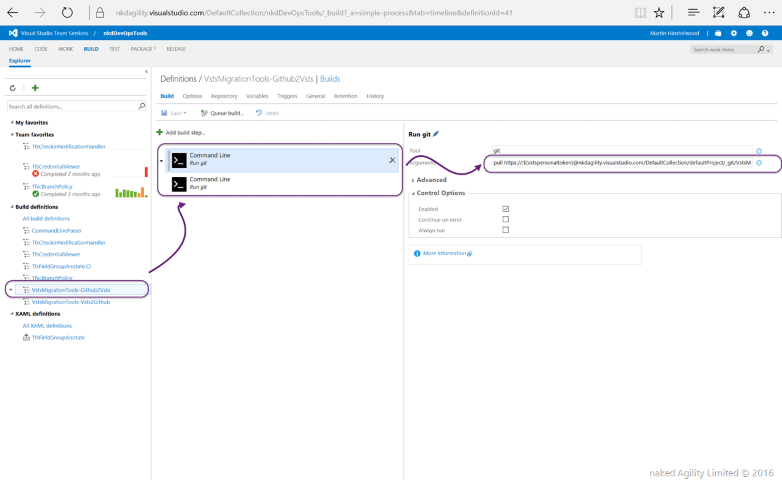 nkdagility.visualstudio.com/DefaultCollection/nkdDevOpsTools/_build?_a=simple-process&tab=timeline&definitionId=41
Visual Studio Team Services / nkdDevOpsTools
Martin Hinshelwood
HOME CODE WORK BUILD TEST PACKAGE* RELEASE
Search work items
Explorer
Search all definitions...
My favorites
Team favorites
TfsCheckinNotificationHandler
TfsCredentialViewer
Completed 7 months ago
TfvcBranchPolicy
Completed 2 months ago
Build definitions
All build definitions
CommandLineParser
TfsCheckinNotificationHandler
TfsCredentialViewer
TfsFieldGroupAnotate.CI
TfvcBranchPolicy
VstsMigrationTools-Github2Vsts
VstsMigrationTools-Vsts2Github
XAML definitions
All XAML definitions
TfsFieldGroupAnotate
Definitions / VstsMigrationTools-Github2Vsts | Builds
Build Options Repository Variables Triggers General Retention History
Save Queue build... Undo
Add build step...
Command Line
Run git
Command Line
Run git
Run git
Tool git
Arguments pull https://$(vstspersonaltoken)@nkdagility.visualstudio.com/DefaultCollection/defaultProject/_git/VstsM
Advanced
Control Options
Enabled
Continue on error
Always run
More Information
naked Agility Limited © 2016